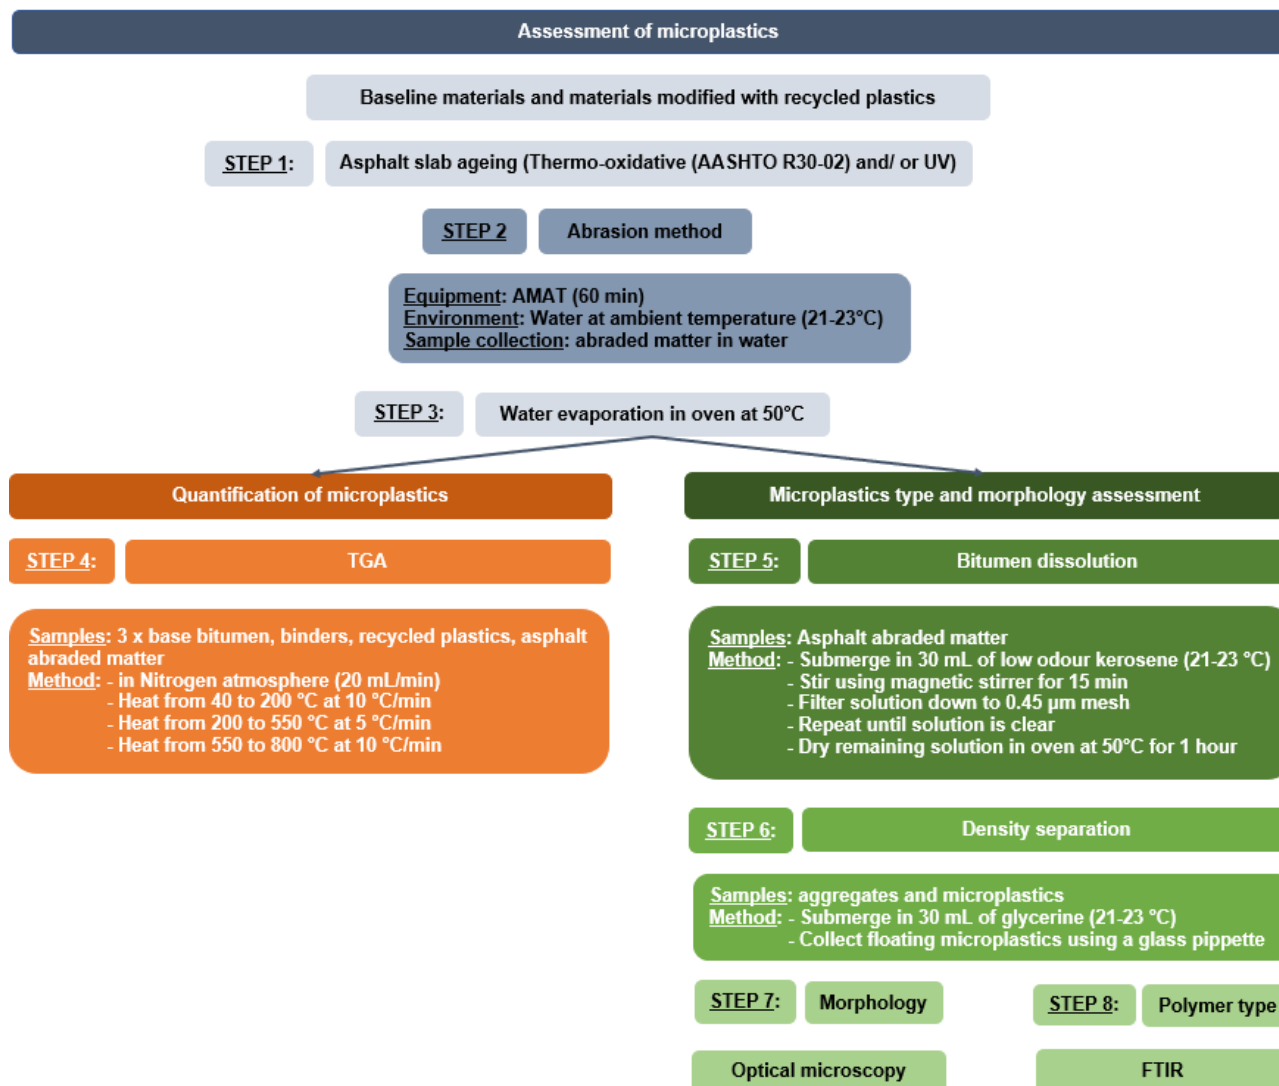 Assessment of microplastics
Baseline materials and materials modified with recycled plastics
STEP 1: Asphalt slab ageing (Thermo-oxidative (AASHTO R30-02) and/ or UV)
STEP 2 Abrasion method
Equipment: AMAT (60 min)
Environment: Water at ambient temperature (21-23°C)
Sample collection: abraded matter in water
STEP 3: Water evaporation in oven at 50°C
Quantification of microplastics
STEP 4: TGA
Samples: 3 x base bitumen, binders, recycled plastics, asphalt
abraded matter
Method: - in Nitrogen atmosphere (20 mL/min)
- Heat from 40 to 200 °C at 10 °C/min
- Heat from 200 to 550 °C at 5 °C/min
- Heat from 550 to 800 °C at 10 °C/min
Microplastics type and morphology assessment
STEP 5: Bitumen dissolution
Samples: Asphalt abraded matter
Method: - Submerge in 30 mL of low odour kerosene (21-23 °C)
- Stir using magnetic stirrer for 15 min
- Filter solution down to 0.45 µm mesh
- Repeat until solution is clear
- Dry remaining solution in oven at 50°C for 1 hour
STEP 6: Density separation
Samples: aggregates and microplastics
Method: - Submerge in 30 mL of glycerine (21-23 °C)
- Collect floating microplastics using a glass pippette
STEP 7: Morphology
Optical microscopy
STEP 8: Polymer type
FTIR